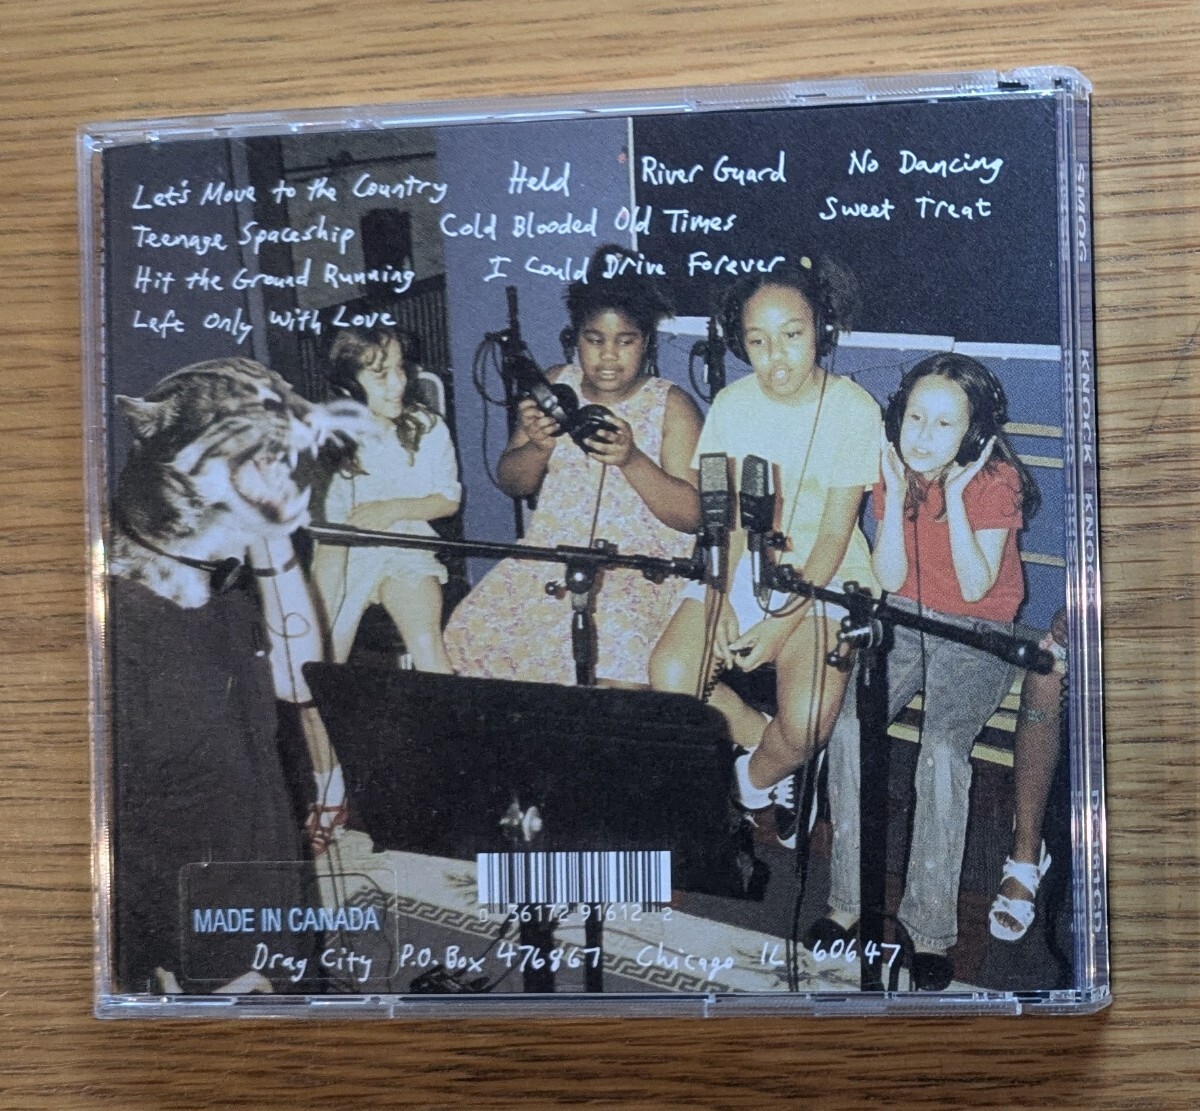 Let's Move to the Country Held River Guard No Dancing
Teenage Spaceship Cold Blooded Old Times Sweet Treat
Hit the Ground Running I Could Drive Forever
Left Only With Love
SMOG KNOCK KNOCK DC161CD
MADE IN CANADA
0 36172 91612 2
Drag City P.O. Box 476867 Chicago IL 60647